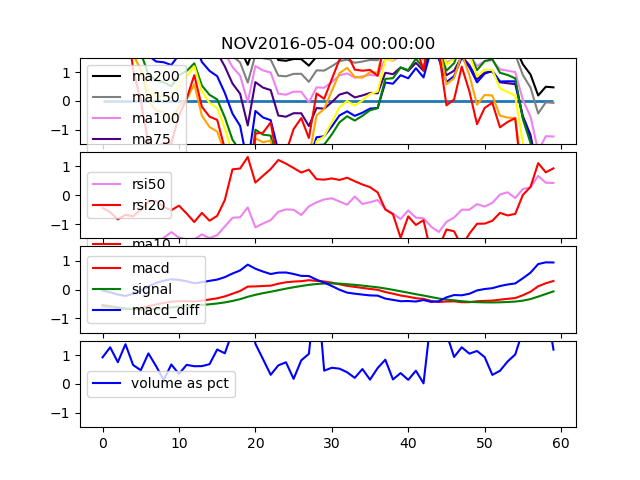 NOV2016-05-04 00:00:00
1
0
−1
ma200
ma150
ma100
ma75
1
0
−1
rsi50
rsi20
ma10
1
0
−1
macd
signal
macd_diff
1
0
−1
volume as pct
0 10 20 30 40 50 60